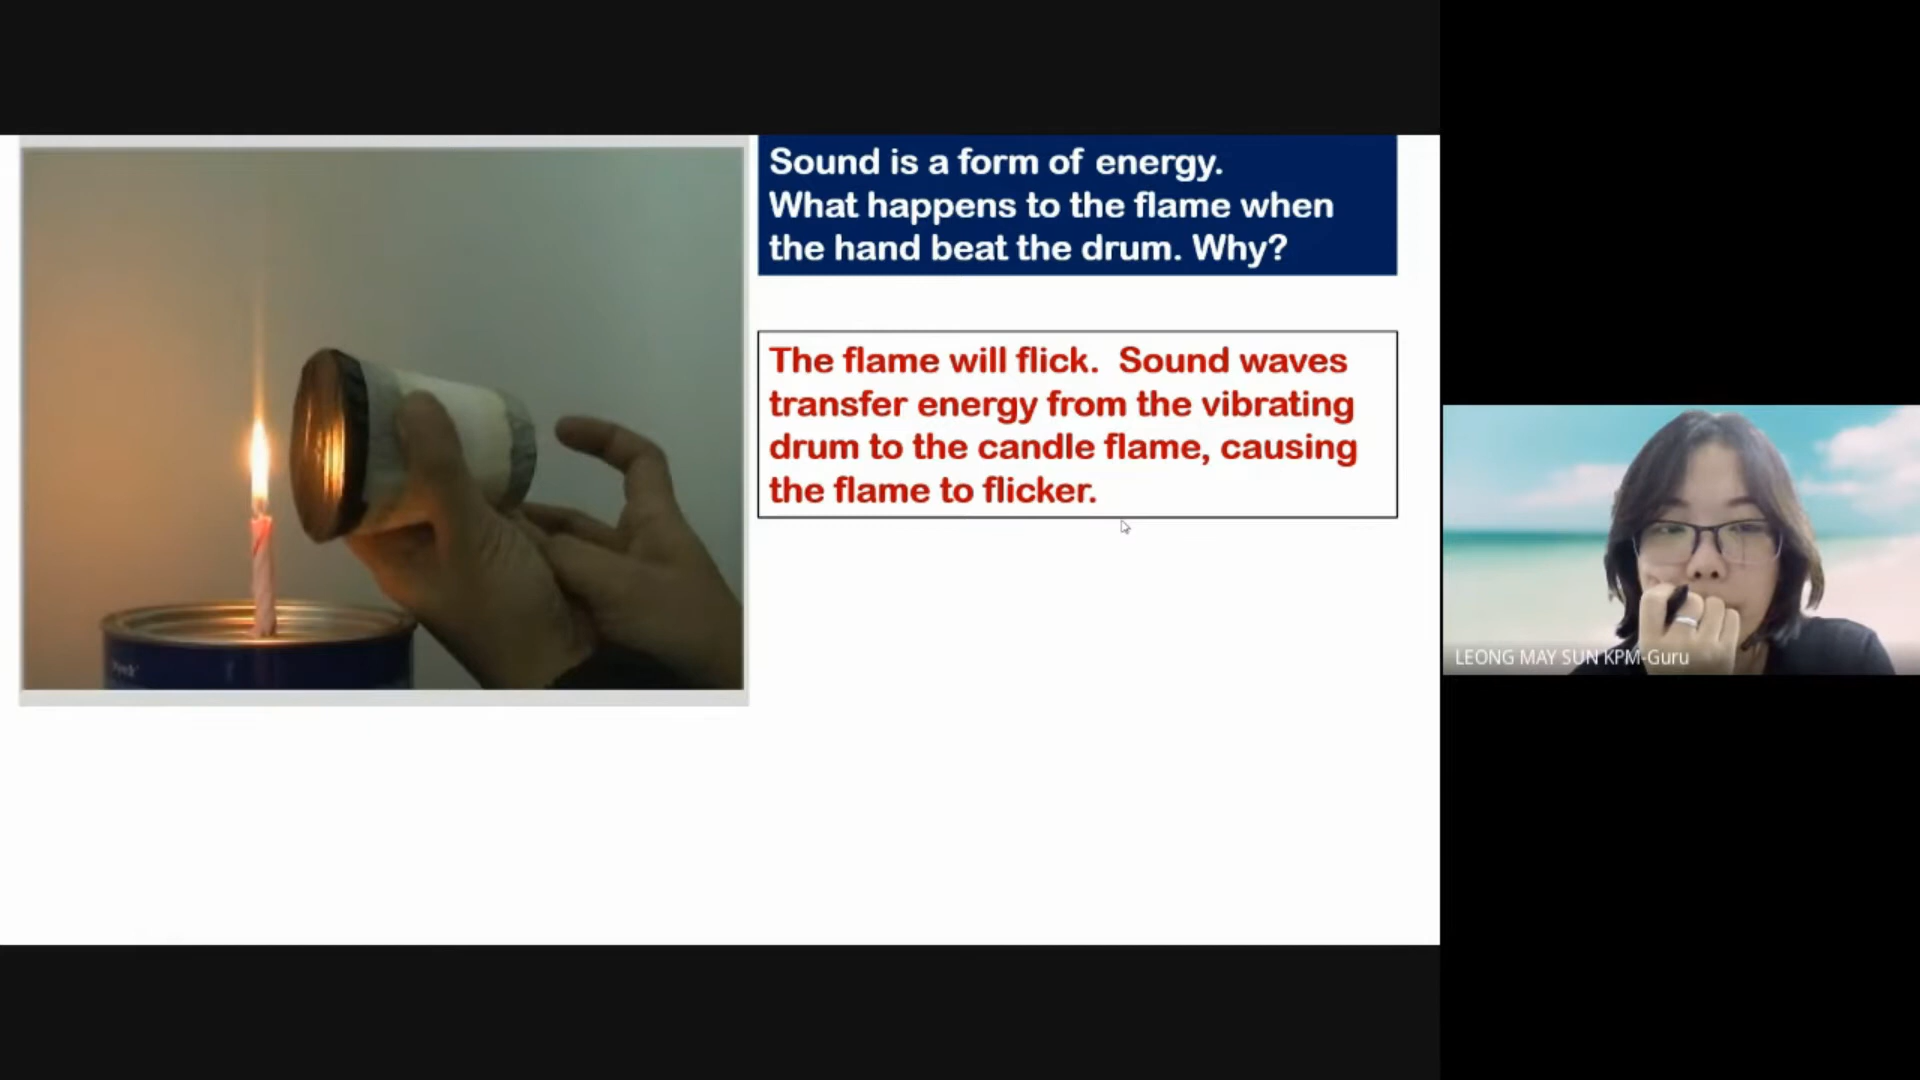 Sound is a form of energy.
What happens to the flame when
the hand beat the drum. Why?
The flame will flick. Sound waves
transfer energy from the vibrating
drum to the candle flame, causing
the flame to flicker.
LEONG MAY SUN KPM-Guru